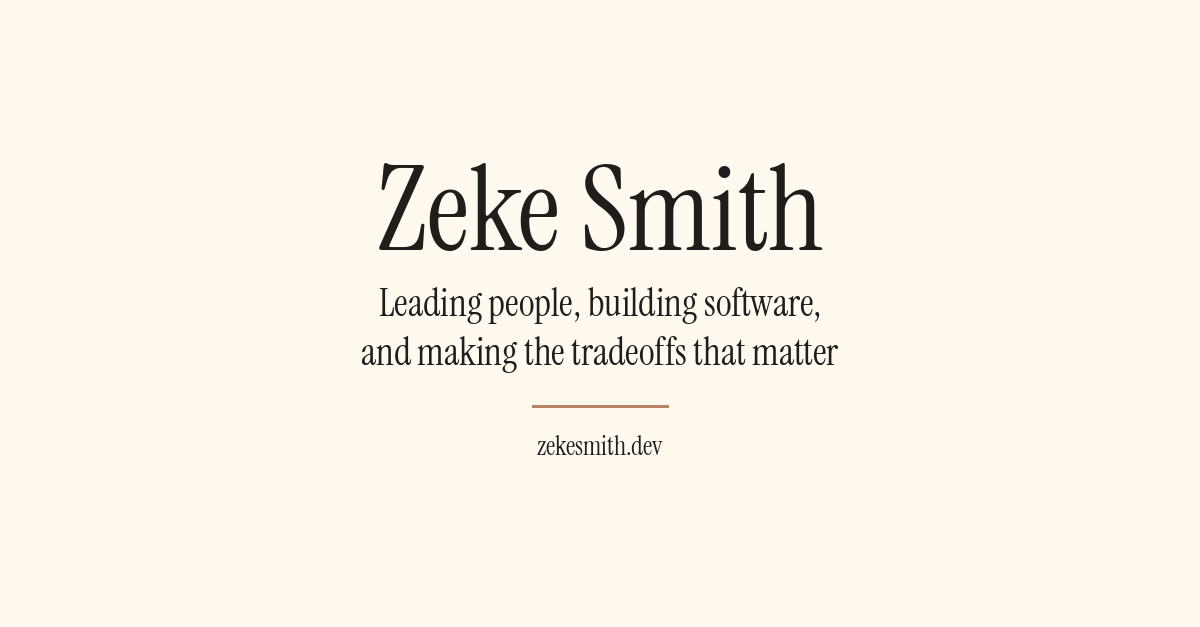 Zeke Smith
Leading people, building software,
and making the tradeoffs that matter
zekesmith.dev